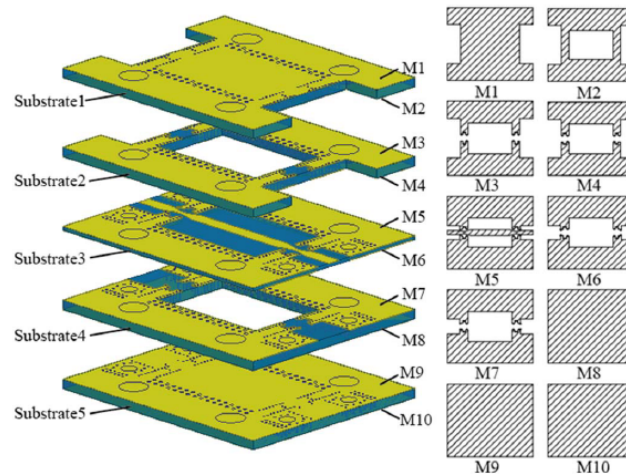 Substrate1
M1
M2
Substrate2
M3
M4
Substrate3
M5
M6
Substrate4
M7
M8
Substrate5
M9
M10
M1
M2
M3
M4
M5
M6
M7
M8
M9
M10